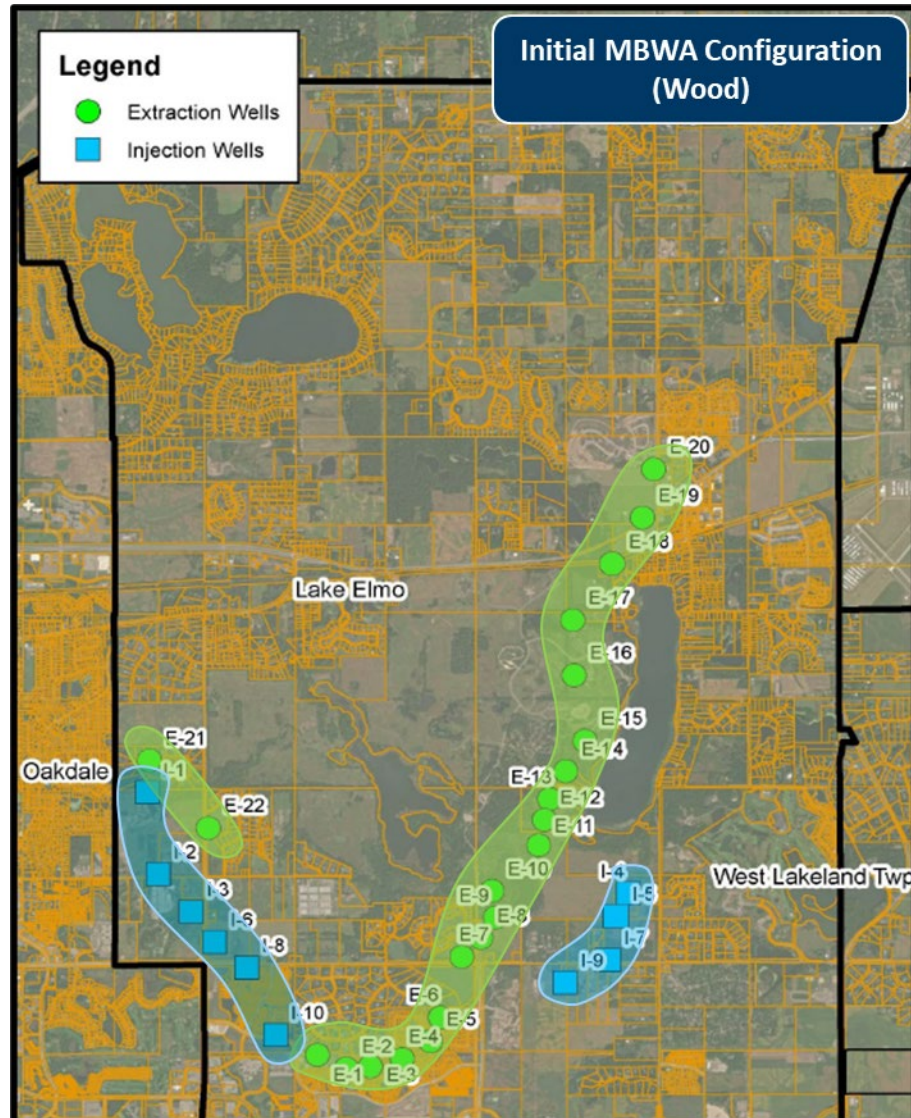 Initial MBWA Configuration
(Wood)
Legend
Extraction Wells
Injection Wells
E-20
E-19
E-18
Lake Elmo
E-17
E-16
E-15
E-14
E-21
Oakdale
I-1
E-13
E-12
E-22
E-11
I-2
E-10
I-4
West Lakeland Twp
I-3
E-9
I-5
I-6
E-8
E-7
I-7
I-8
I-9
E-6
E-5
I-10
E-4
E-2
E-1
E-3